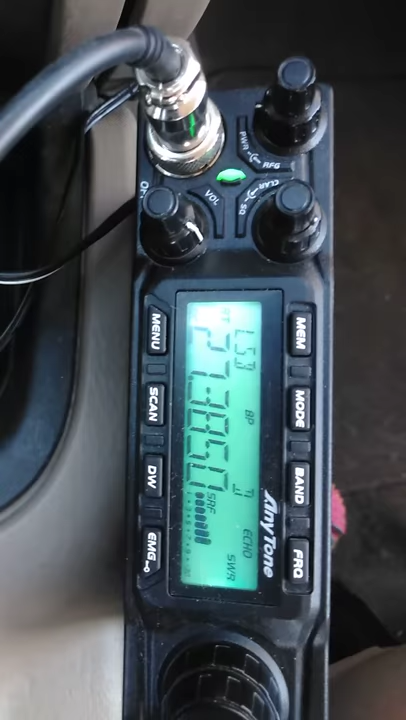 PWR RFG
CLAR SQ
VOL
MEM MODE BAND FRQ
AnyTone
LSB BP ECHO
SWR
27.3850
SRF
MENU SCAN DW EMG